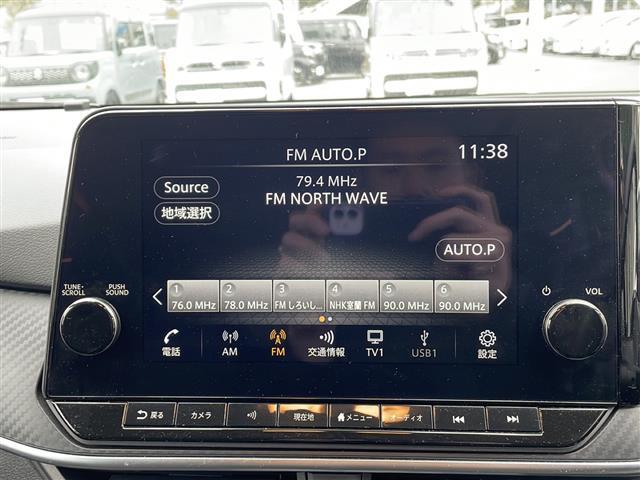 FM AUTO.P
11:38
79.4 MHz
FM NORTH WAVE
Source
地域選択
AUTO.P
1 2 3 4 5 6
76.0 MHz 78.0 MHz FM しろいし... NHK室蘭 FM 90.0 MHz 90.0 MHz
TUNE・SCROLL
PUSH SOUND
VOL
電話 AM FM 交通情報 TV1 USB1 設定
戻る カメラ 現在地 メニュー オーディオ